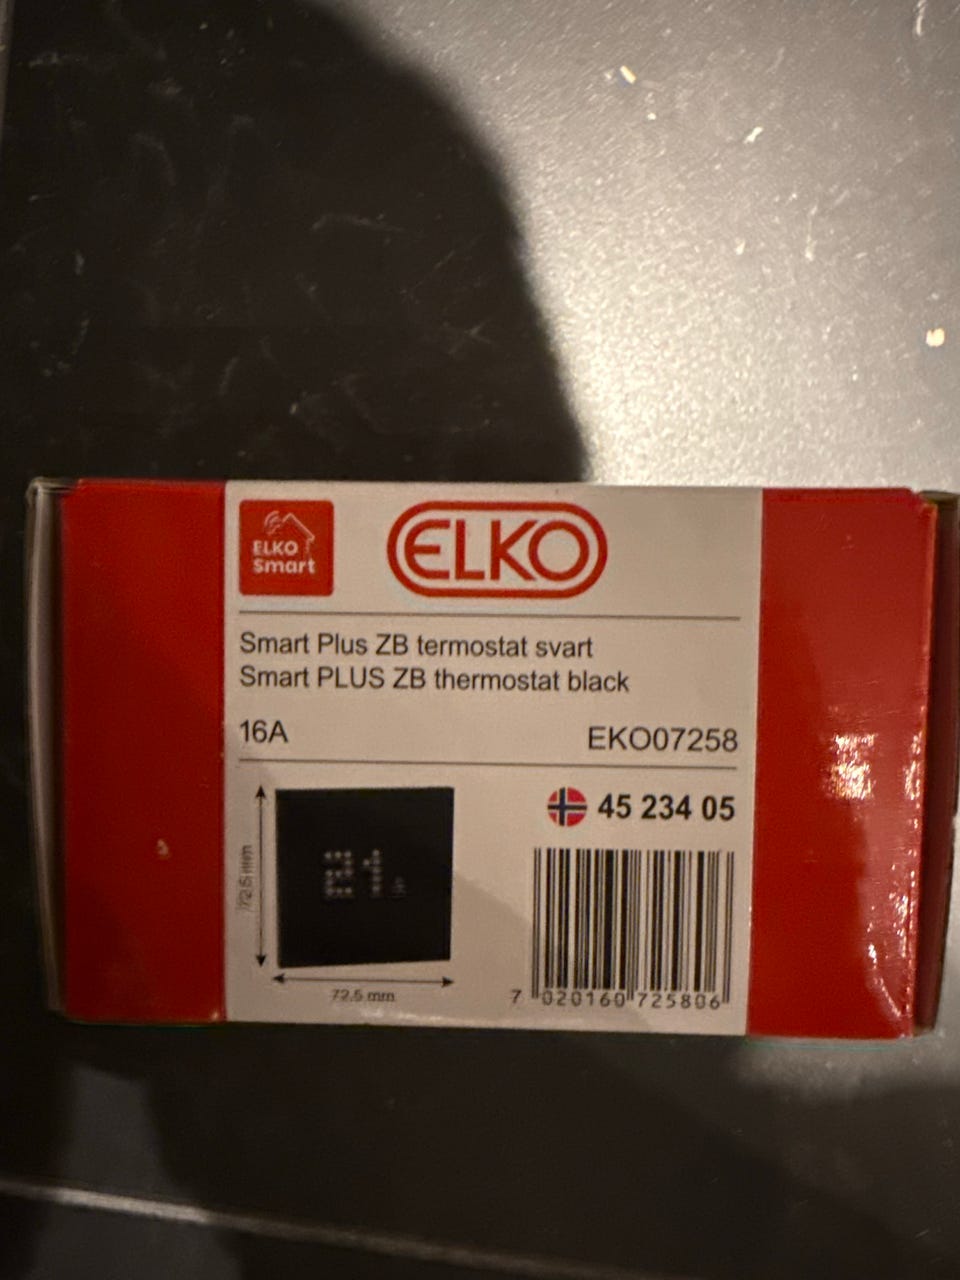 ELKO
Smart
ELKO
Smart Plus ZB termostat svart
Smart PLUS ZB thermostat black
16A
EKO07258
45 234 05
72.5 mm
72.5 mm
7 020160 725806